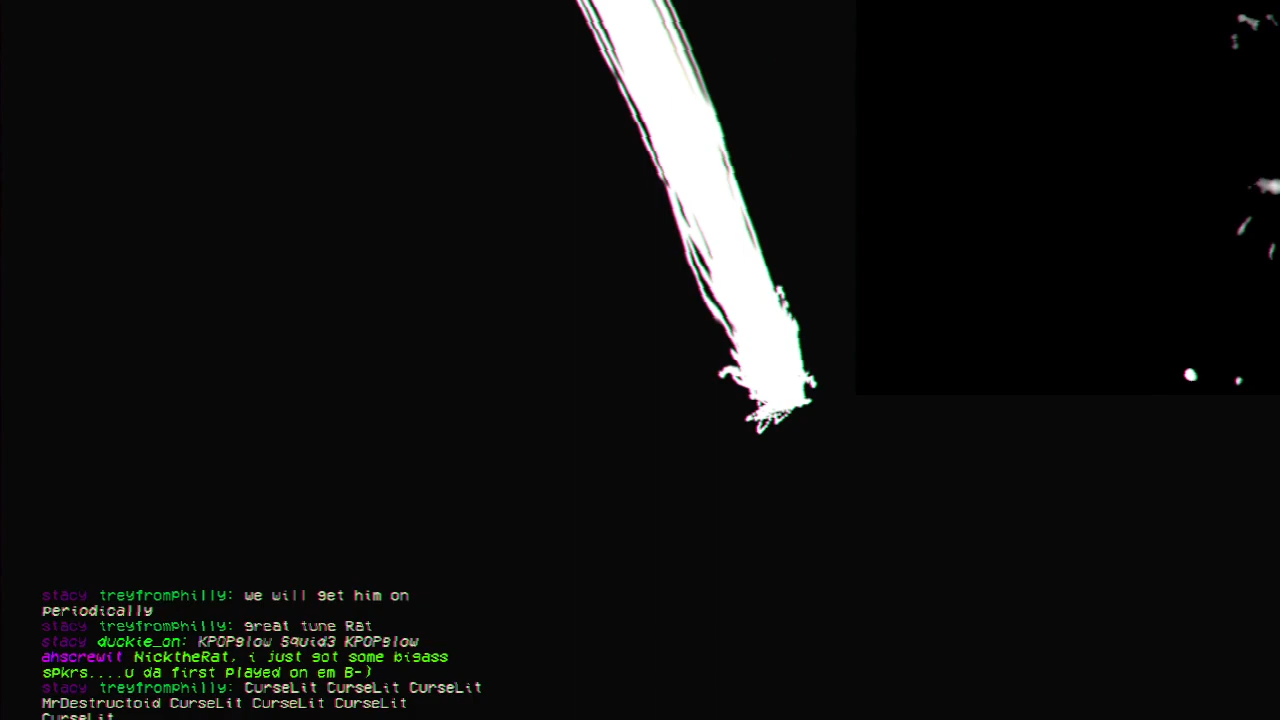 stacy treyfromphilly: we will get him on
periodically
stacy treyfromphilly: great tune Rat
stacy duckie_on: KPOPglow Squid3 KPOPglow
ahscrewit NicktheRat, i just got some bigass
spkrs....u da first played on em B-)
stacy treyfromphilly: CurseLit CurseLit CurseLit
MrDestructoid CurseLit CurseLit CurseLit
CurseLit